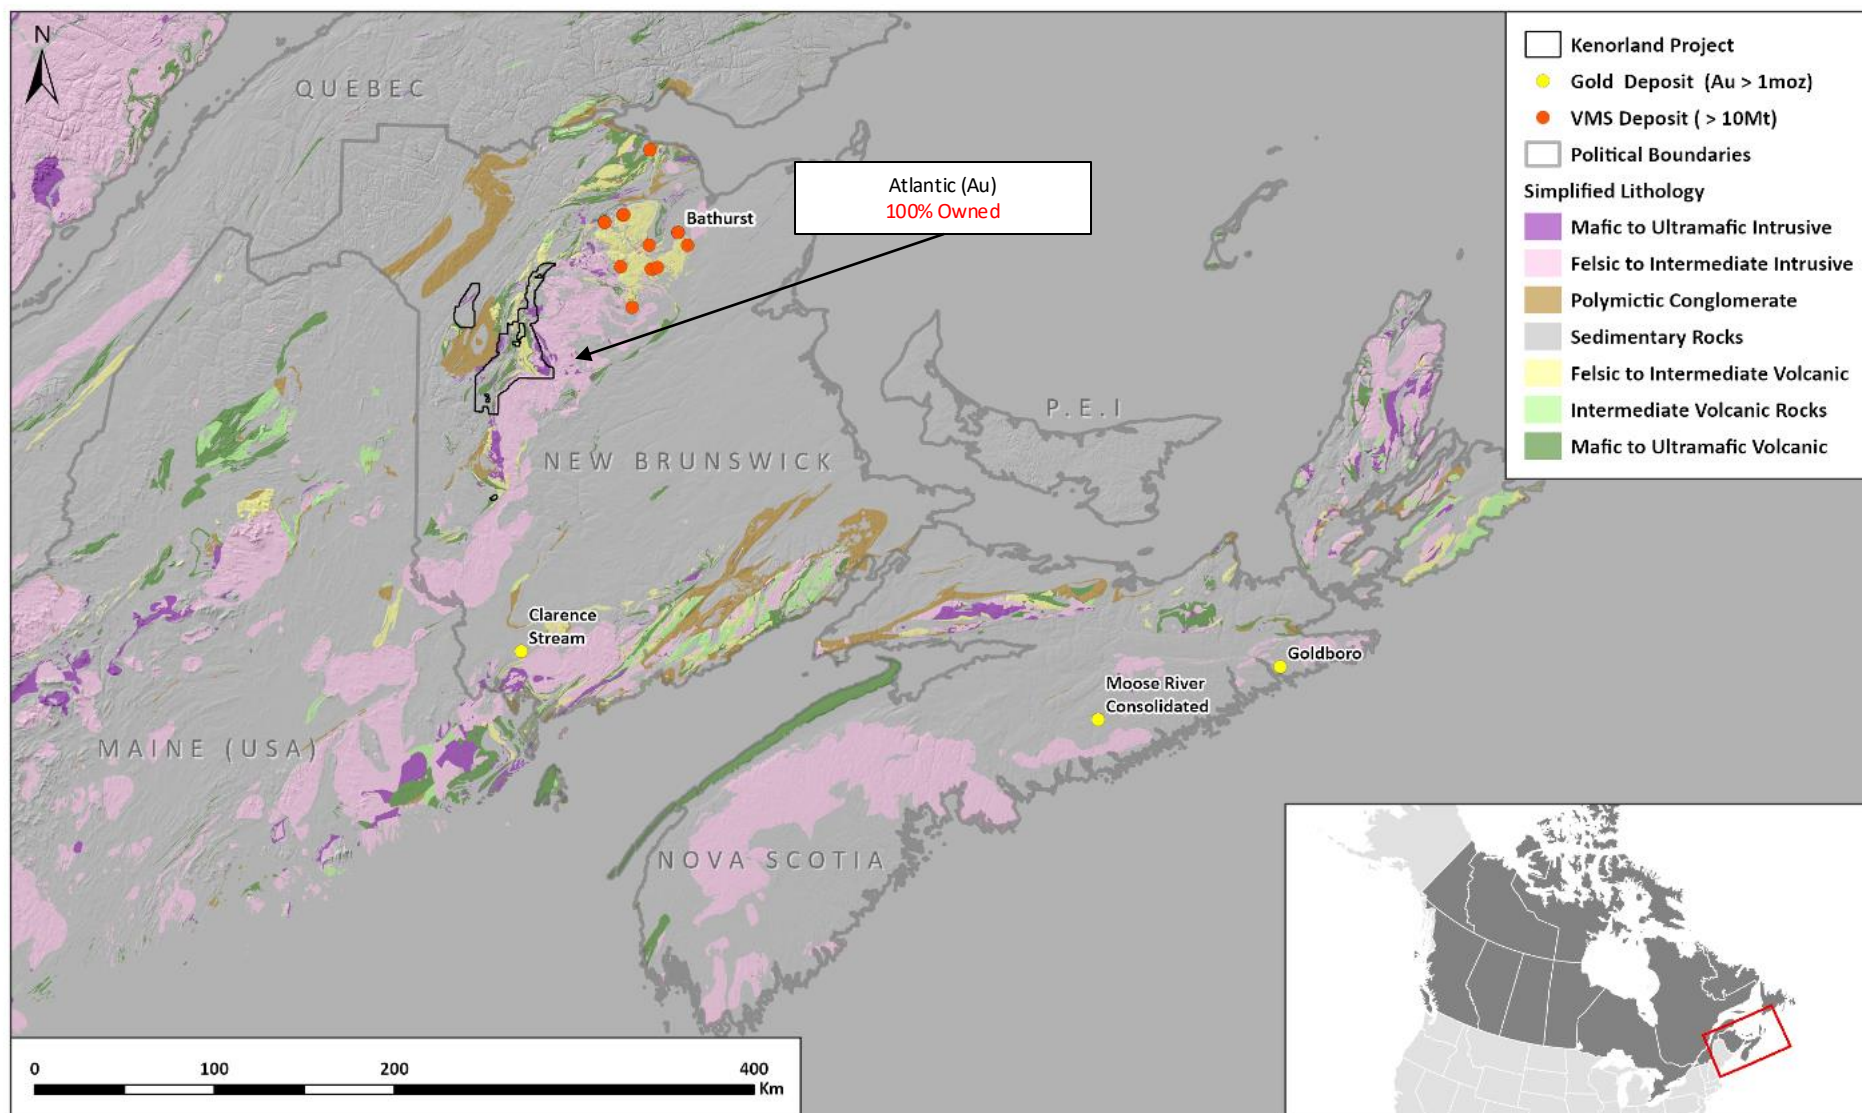 N
QUEBEC
Atlantic (Au)
100% Owned
Bathurst
P.E.I
NEW BRUNSWICK
Clarence
Stream
Goldboro
Moose River
Consolidated
MAINE (USA)
NOVA SCOTIA
Kenorland Project
Gold Deposit (Au > 1moz)
VMS Deposit ( > 10Mt)
Political Boundaries
Simplified Lithology
Mafic to Ultramafic Intrusive
Felsic to Intermediate Intrusive
Polymictic Conglomerate
Sedimentary Rocks
Felsic to Intermediate Volcanic
Intermediate Volcanic Rocks
Mafic to Ultramafic Volcanic
0 100 200 400
Km